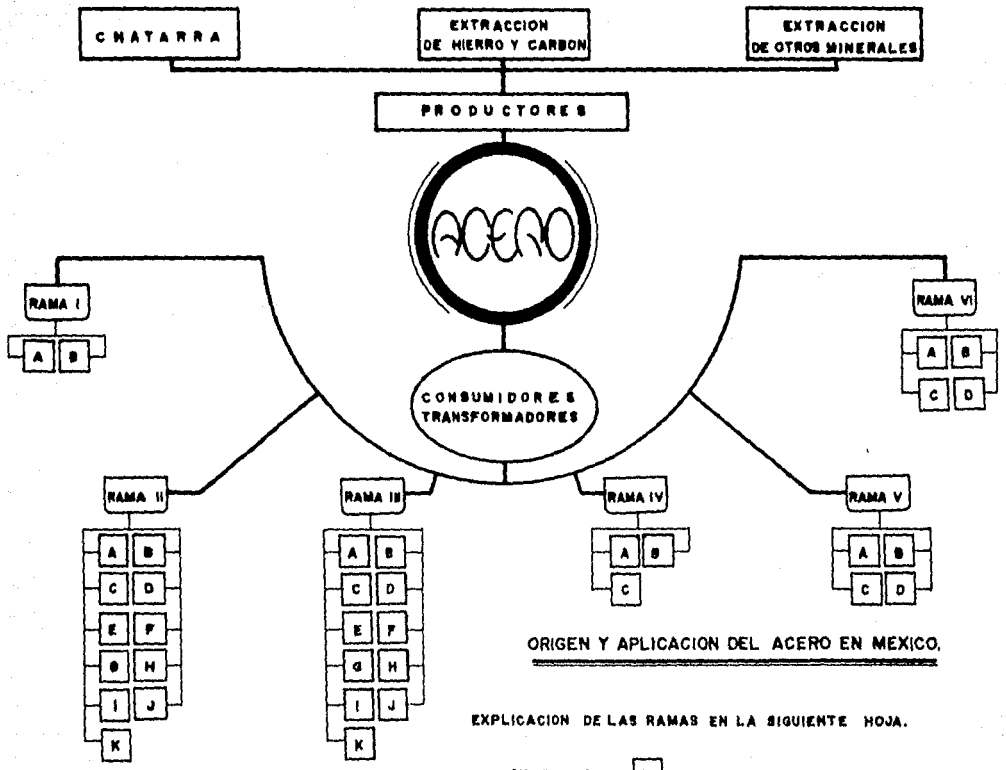 CHATARRA
EXTRACCION
DE HIERRO Y CARBON
EXTRACCION
DE OTROS MINERALES
PRODUCTORES
ACERO
CONSUMIDORES
TRANSFORMADORES
RAMA I
A B
RAMA VI
A B
C D
RAMA II
A B
C D
E F
G H
I J
K
RAMA III
A B
C D
E F
G H
I J
K
RAMA IV
A B
C
RAMA V
A B
C D
ORIGEN Y APLICACION DEL ACERO EN MEXICO.
EXPLICACION DE LAS RAMAS EN LA SIGUIENTE HOJA.